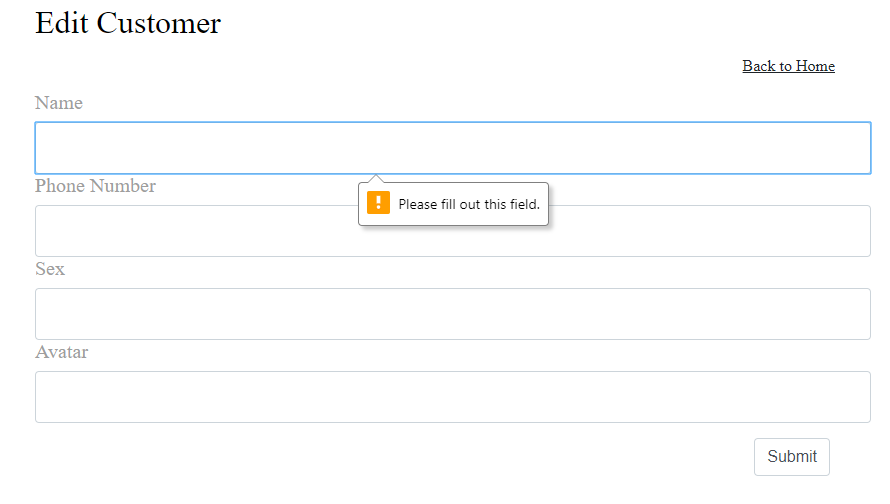 Edit Customer
Back to Home
Name
Phone Number
! Please fill out this field.
Sex
Avatar
Submit